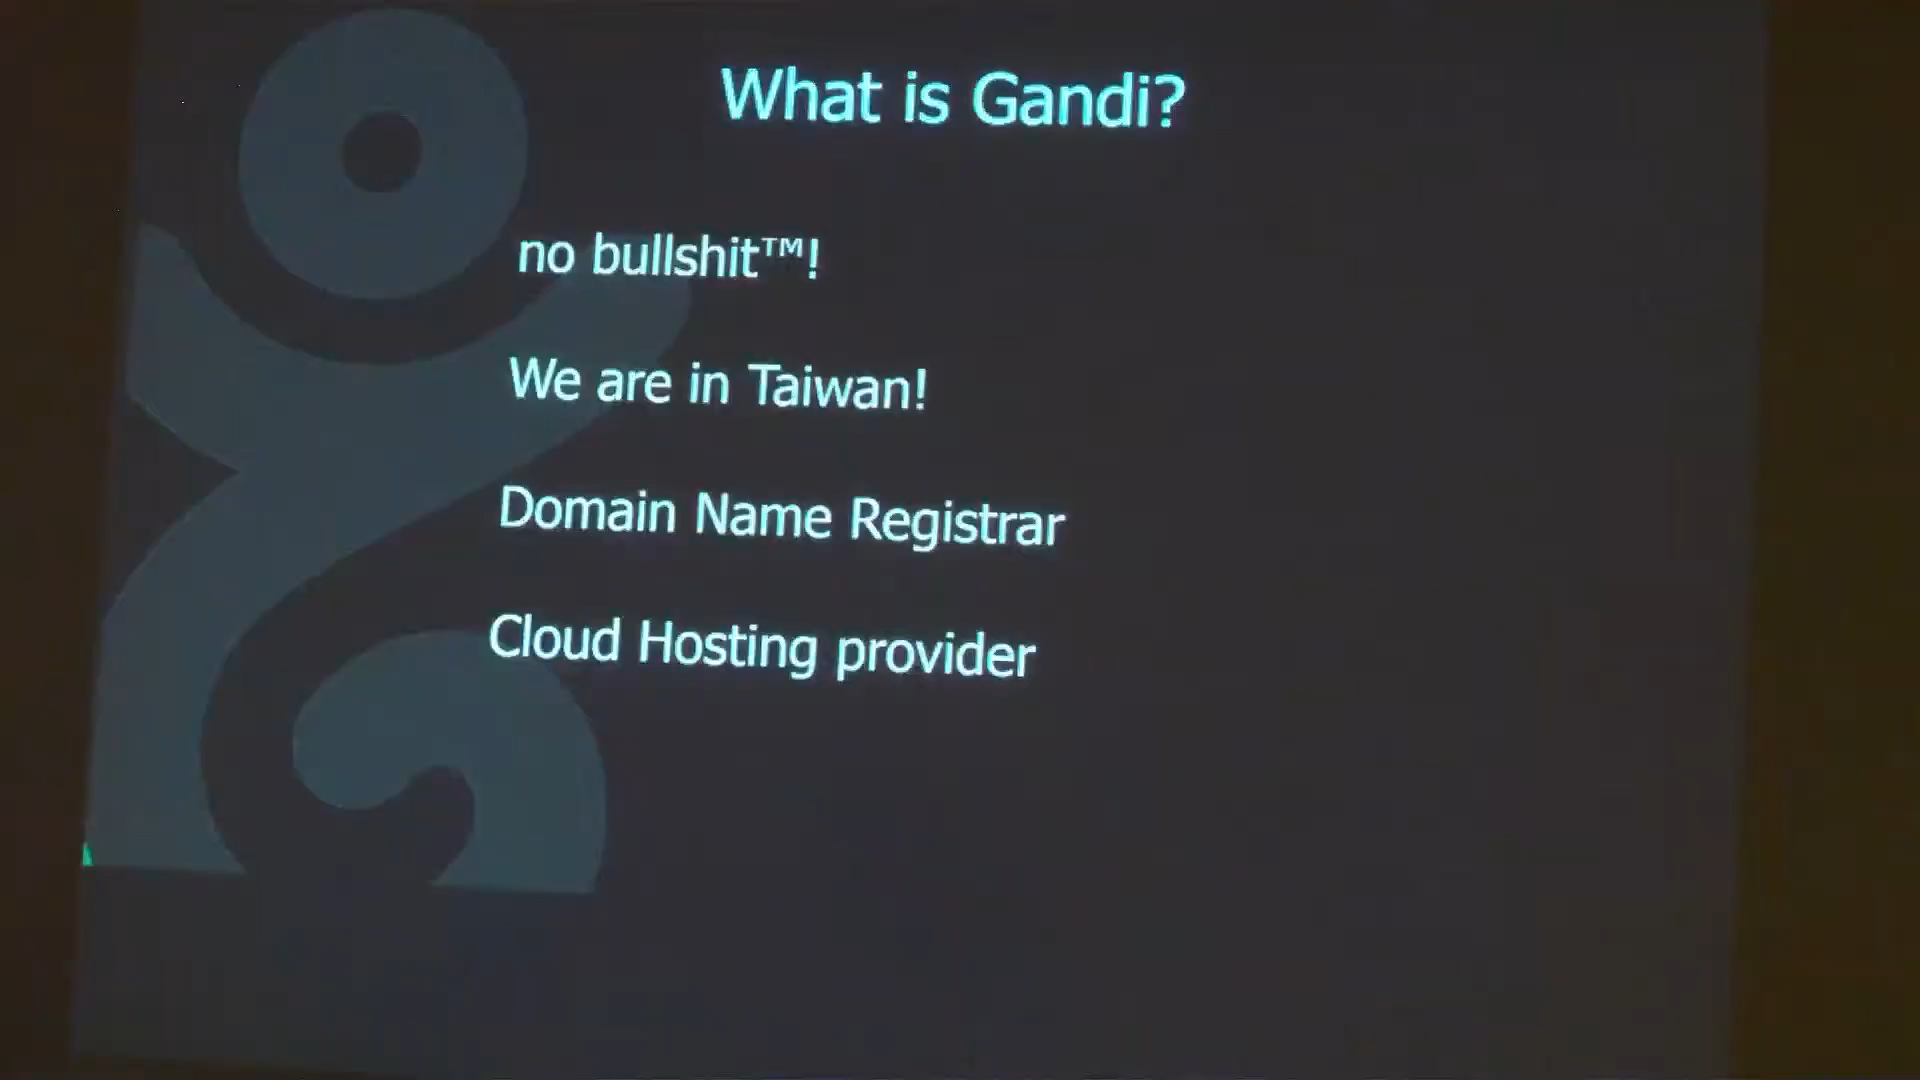 What is Gandi?
no bullshit™!
We are in Taiwan!
Domain Name Registrar
Cloud Hosting provider